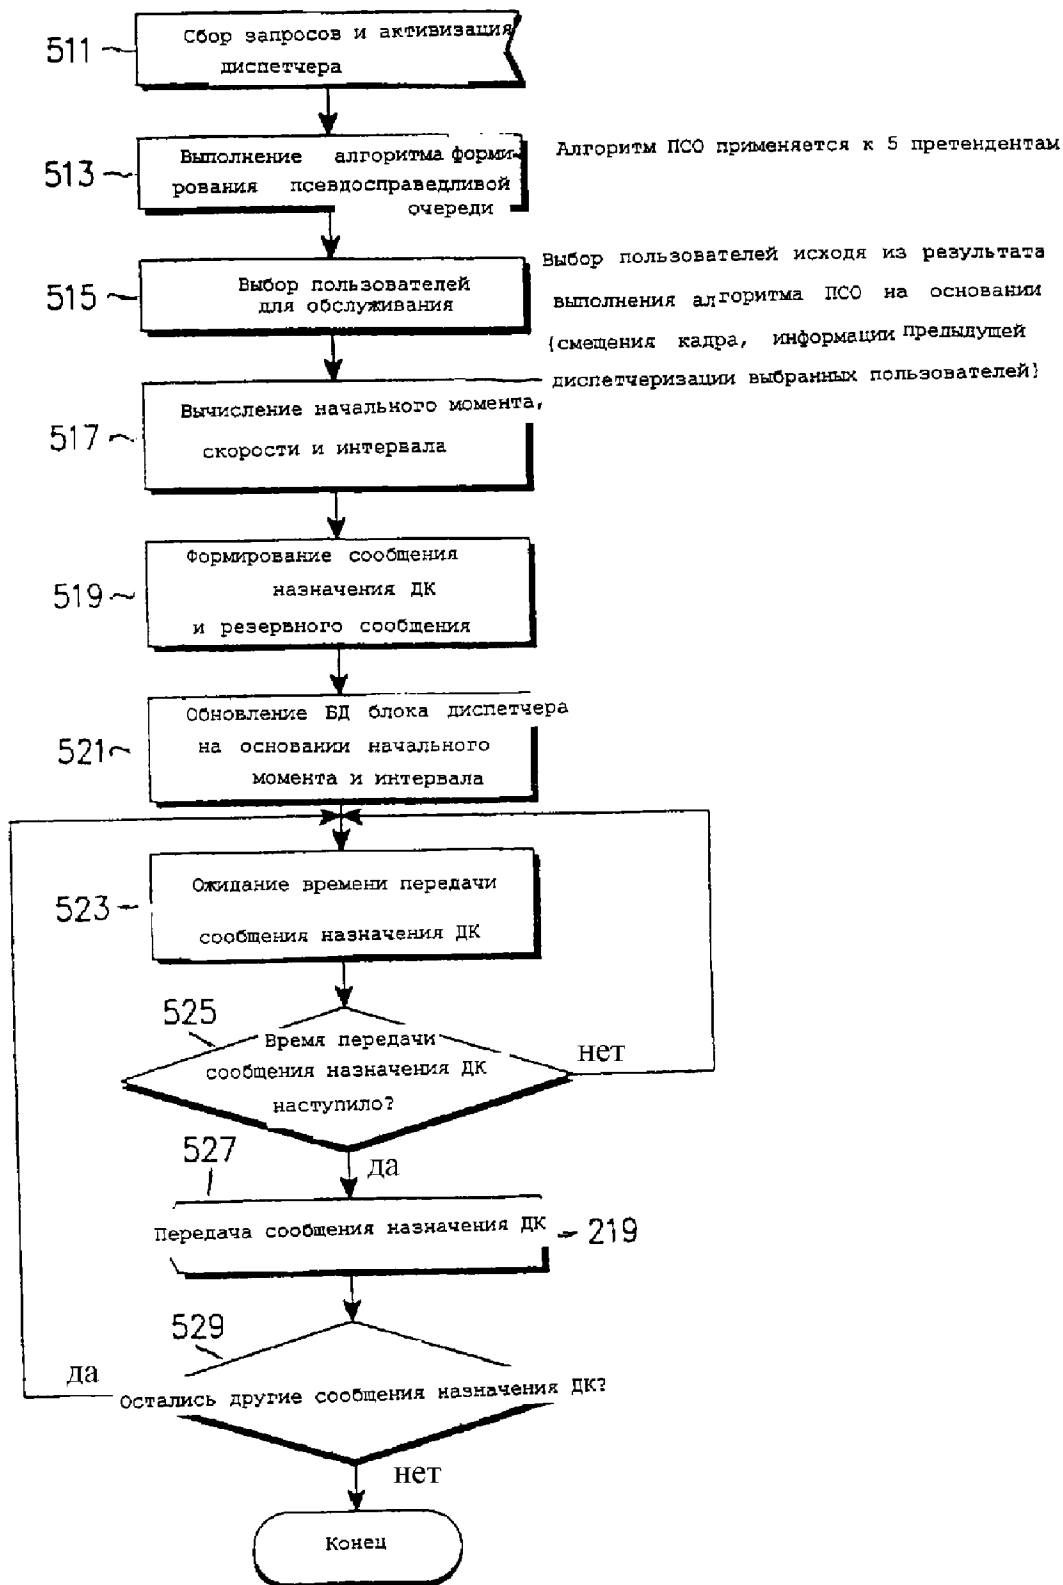 511
Сбор запросов и активизация
диспетчера
513
Выполнение алгоритма форми-
рования псевдосправедливой
очереди
Алгоритм ПСО применяется к 5 претендентам
515
Выбор пользователей
для обслуживания
Выбор пользователей исходя из результата
выполнения алгоритма ПСО на основании
{смещения кадра, информации предыдущей
диспетчеризации выбранных пользователей}
517
Вычисление начального момента,
скорости и интервала
519
Формирование сообщения
назначения ДК
и резервного сообщения
521
Обновление БД блока диспетчера
на основании начального
момента и интервала
523
Ожидание времени передачи
сообщения назначения ДК
525
Время передачи
сообщения назначения ДК
наступило?
нет
да
527
Передача сообщения назначения ДК
219
529
да
Остались другие сообщения назначения ДК?
нет
Конец